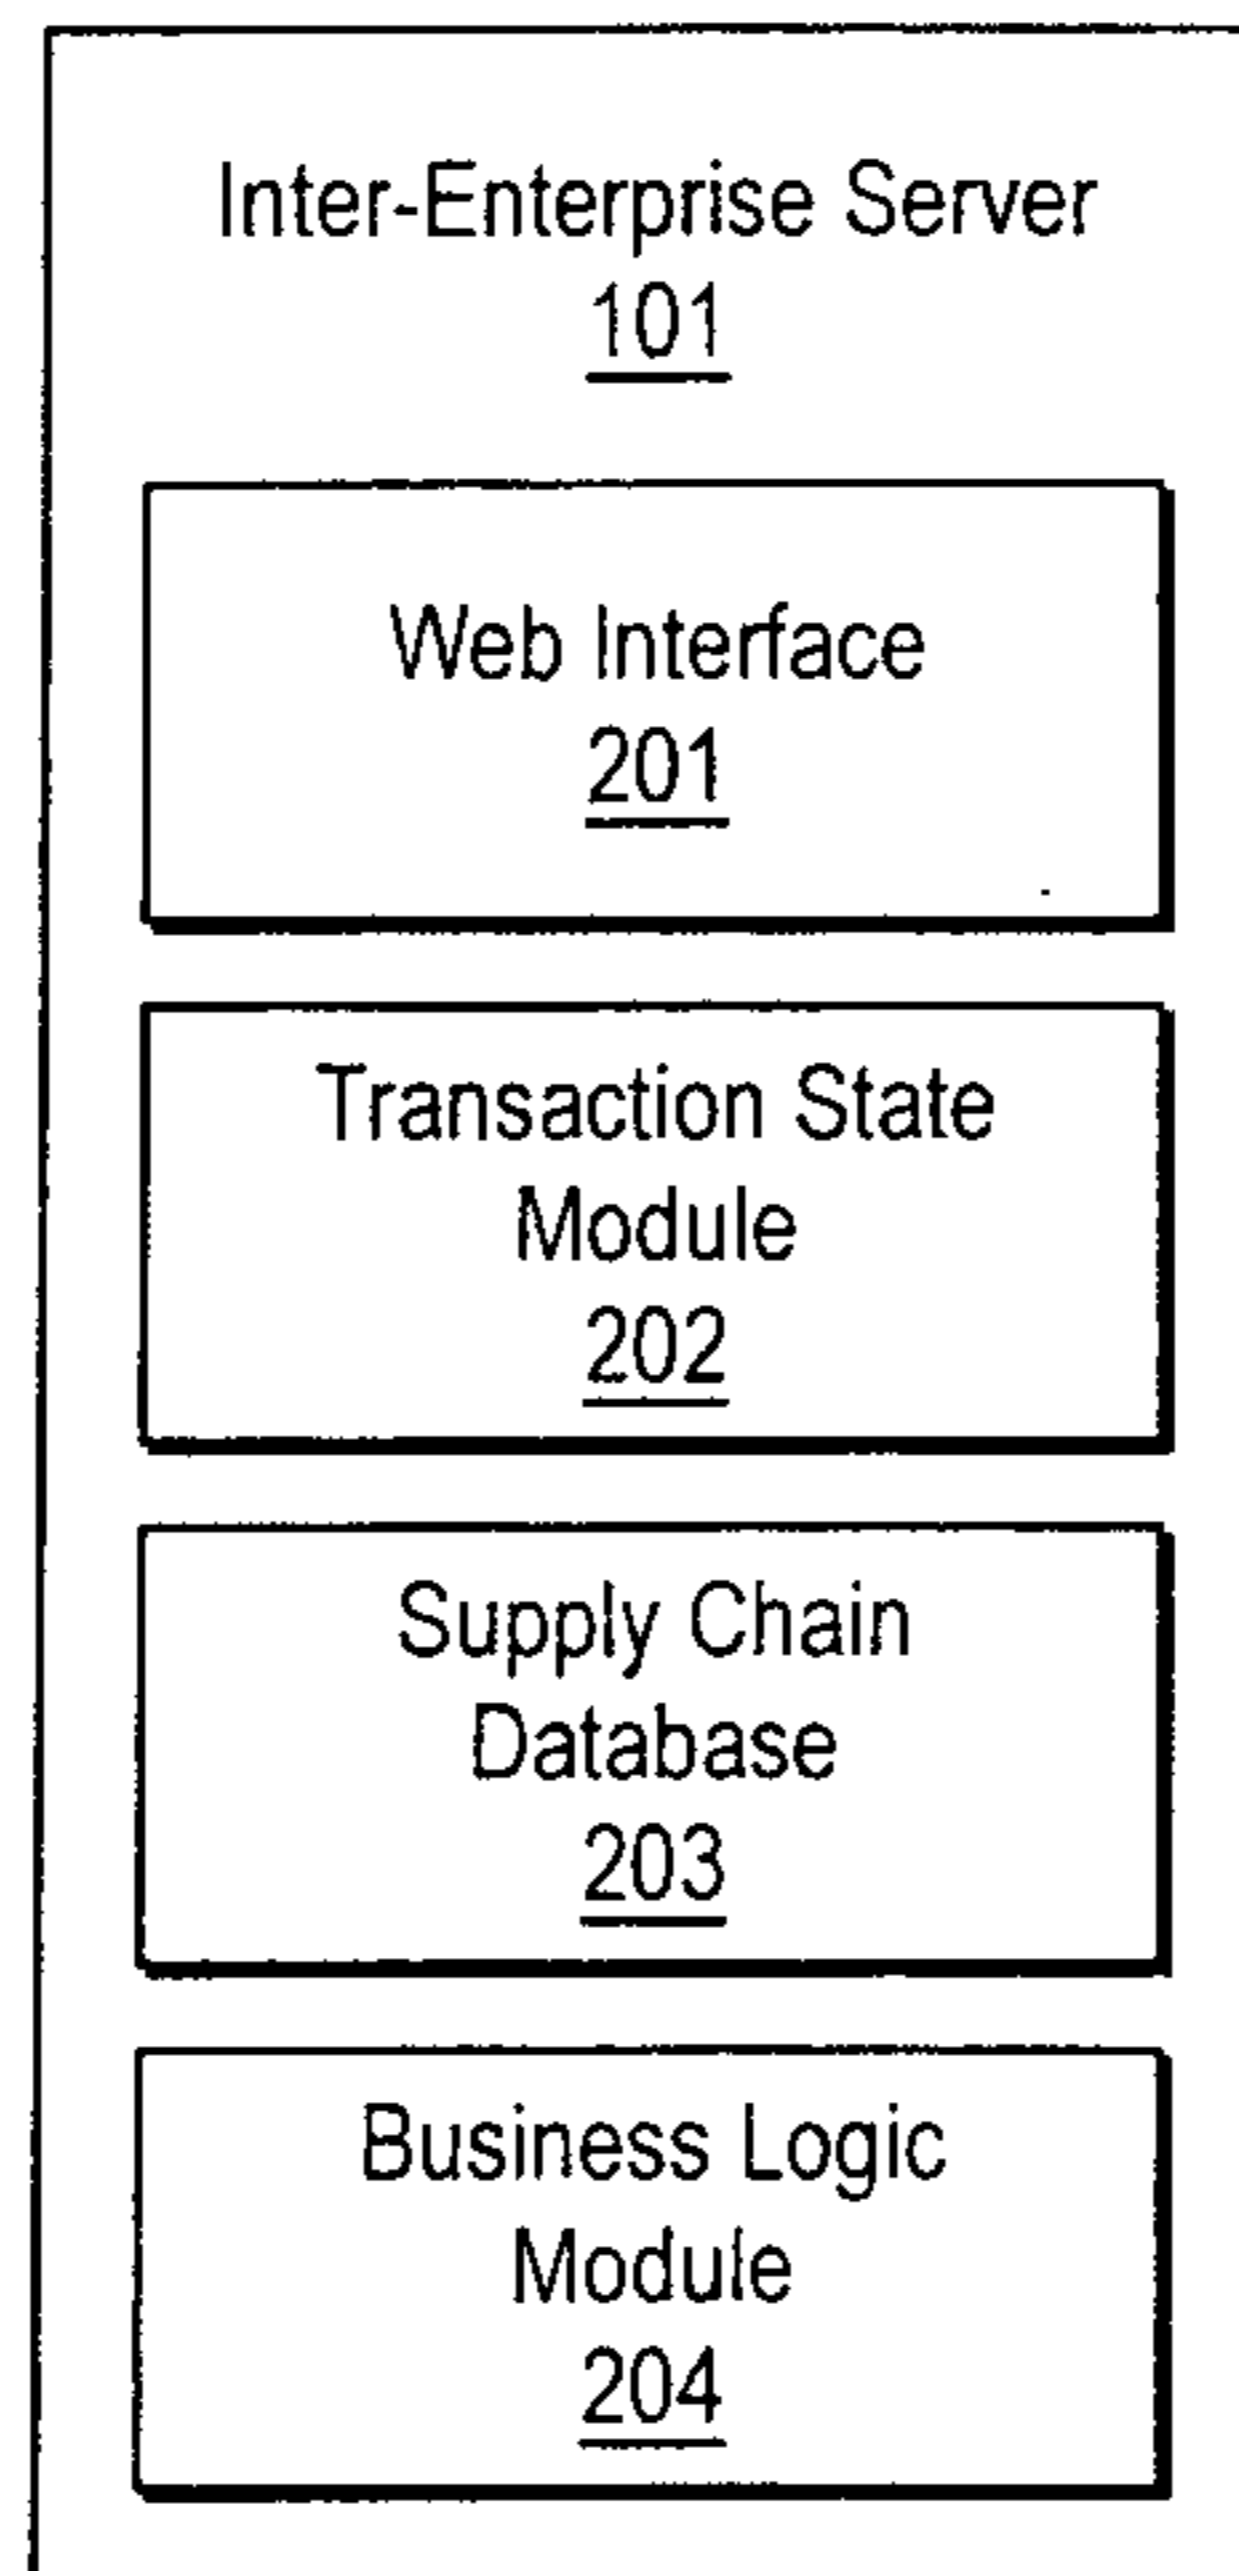 Inter-Enterprise Server
101
Web Interface
201
Transaction State
Module
202
Supply Chain
Database
203
Business Logic
Module
204